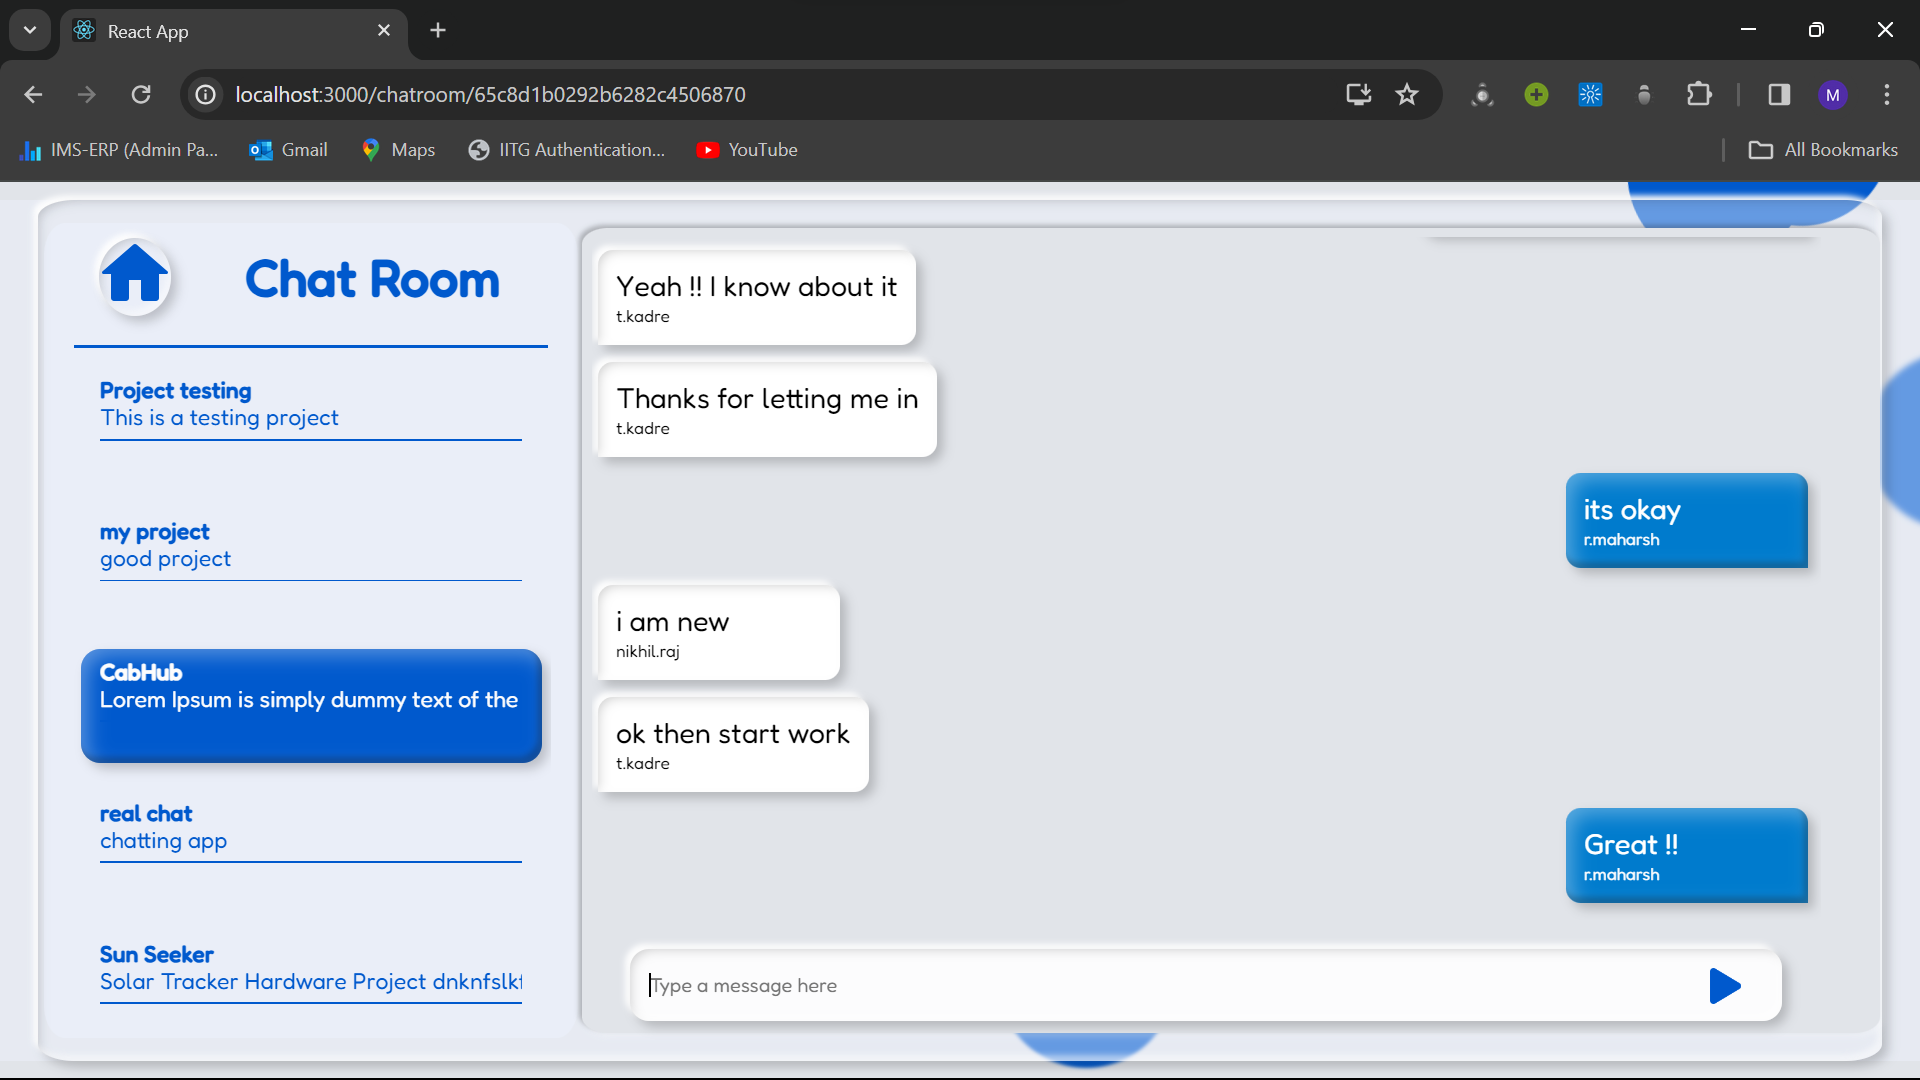 React App
localhost:3000/chatroom/65c8d1b0292b6282c4506870
M
IMS-ERP (Admin Pa...
Gmail
Maps
IITG Authentication...
YouTube
All Bookmarks
Chat Room
Project testing
This is a testing project
my project
good project
CabHub
Lorem Ipsum is simply dummy text of the
real chat
chatting app
Sun Seeker
Solar Tracker Hardware Project dnknfslkf
Yeah !! I know about it
t.kadre
Thanks for letting me in
t.kadre
its okay
r.maharsh
i am new
nikhil.raj
ok then start work
t.kadre
Great !!
r.maharsh
Type a message here